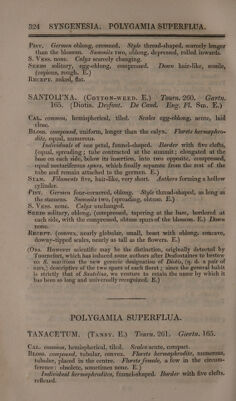 324 SYNGENESIA. POLYGAMIA SUPERFLUA.
Pist. Germen oblong, crowned. Style thread-shaped, scarcely longer
than the blossom. Summits two, oblong, depressed, rolled inwards.
S. Vess. none. Calyx scarcely changing.
Seeds solitary, egg-oblong, compressed. Down hair-like, sessile,
(copious, rough. E.)
Recept. naked, flat.
SANTOLI'NA. (Cotton-weed. E.) Tourn. 260. Gærtn.
165. (Diotis. Desfont. De Cand. Eng. Fl. Sm. E.)
Cal. common, hemispherical, tiled. Scales egg-oblong, acute, laid
close.
Bloss. compound, uniform, longer than the calyx. Florets hermaphro-
dite, equal, numerous.
Individuals of one petal, funnel-shaped. Border with five clefts,
(equal, spreading; tube contracted at the summit; elongated at the
base on each side, below its insertion, into two opposite, compressed,
equal nectariferous spurs, which finally separate from the rest of the
tube and remain attached to the germen. E.)
Stam. Filaments five, hair-like, very short. Anthers forming a hollow
cylinder.
Pist. Germen four-cornered, oblong. Style thread-shaped, as long as
the stamens. Summits two, (spreading, obtuse. E.)
S. Vess. none. Calyx unchanged.
Seeds solitary, oblong, (compressed, tapering at the base, bordered at
each side, with the compressed, obtuse spurs of the blossom. E.) Down
none.
Recept. (convex, nearly globular, small, beset with oblong, concave,
downy-tipped scales, nearly as tall as the flowers. E.)
(Obs. However scientific may be the distinction, originally detected by
Tournefort, which has induced some authors after Desfontaines to bestow
on S. maritima the new generic designation of Diotis, (q. d. a pair of
ears,) descriptive of the two spurs of each floret; since the general habit
is strictly that of Santolina, we venture to retain the name by which it
has been so long and universally recognized. E.)
POLYGAMIA SUPERFLUA.
TANACETUM. (Tansy. E.) Tourn. 261. Gærtn. 165.
Cal. common, hemispherical, tiled. Scales acute, compact.
Bloss. compound, tubular, convex. Florets hermaphrodite, numerous,
tubular, placed in the centre. Florets female, a few in the circum-
ference: obsolete, sometimes none. E.)
Individual hermaphrodites, funnel-shaped. Border with five clefts,
reflexed.